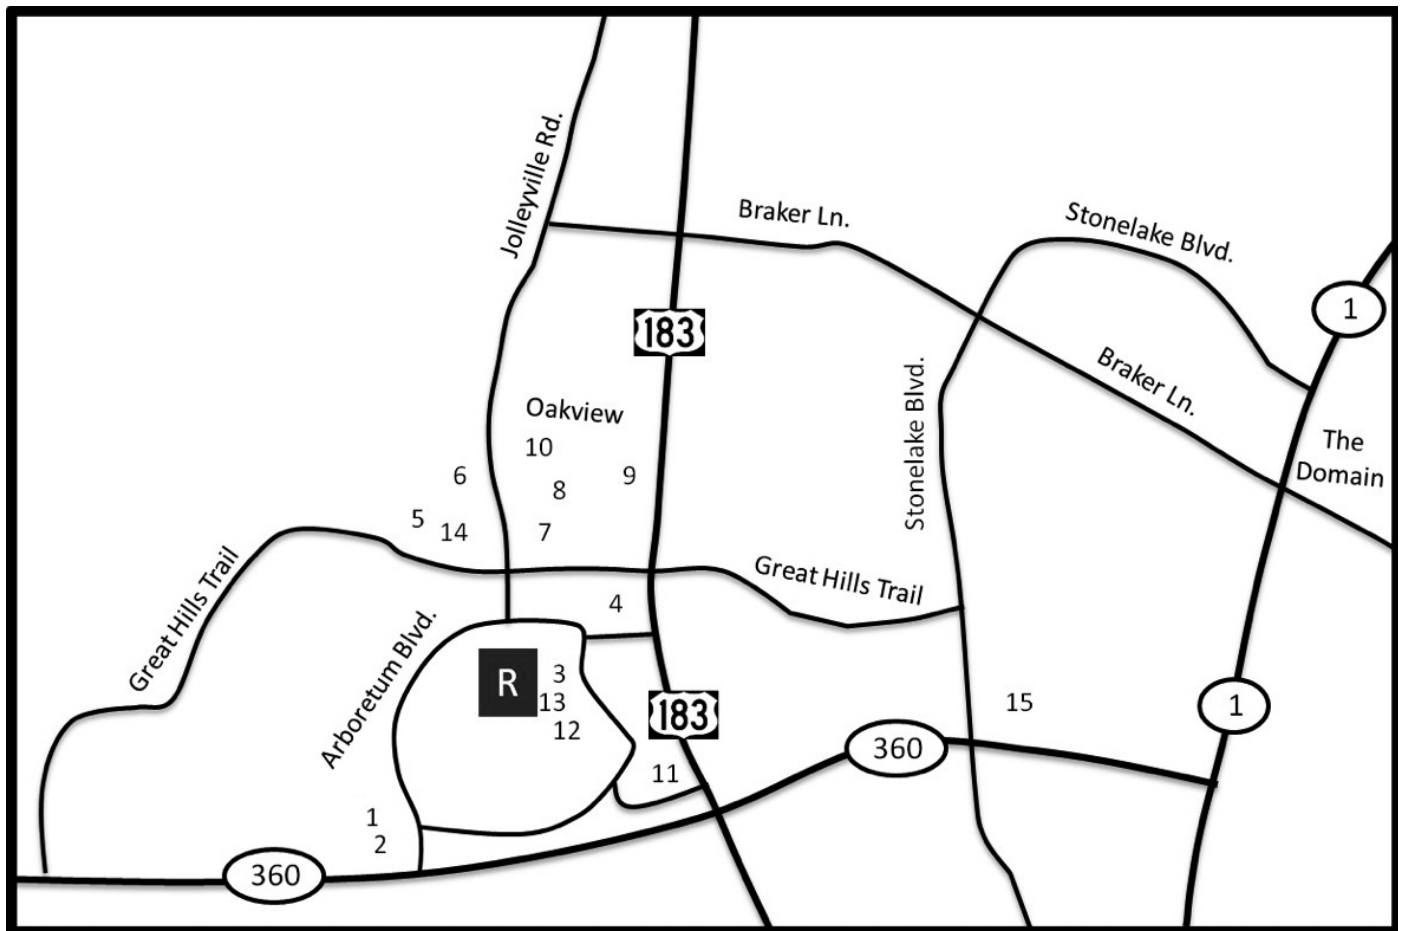 Jolleyville Rd.
Braker Ln.
Stonelake Blvd.
1
183
Braker Ln.
Stonelake Blvd.
Oakview
The
Domain
10
6
9
8
5
14
7
Great Hills Trail
Great Hills Trail
4
Arboretum Blvd.
R
3
13
12
183
15
1
360
11
1
2
360